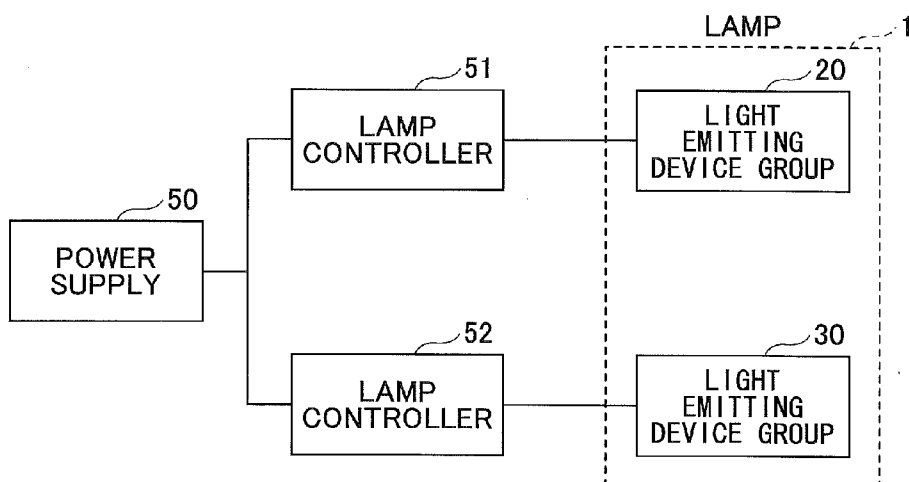 LAMP
1
51
20
LAMP
CONTROLLER
LIGHT
EMITTING
DEVICE GROUP
50
POWER
SUPPLY
52
30
LAMP
CONTROLLER
LIGHT
EMITTING
DEVICE GROUP